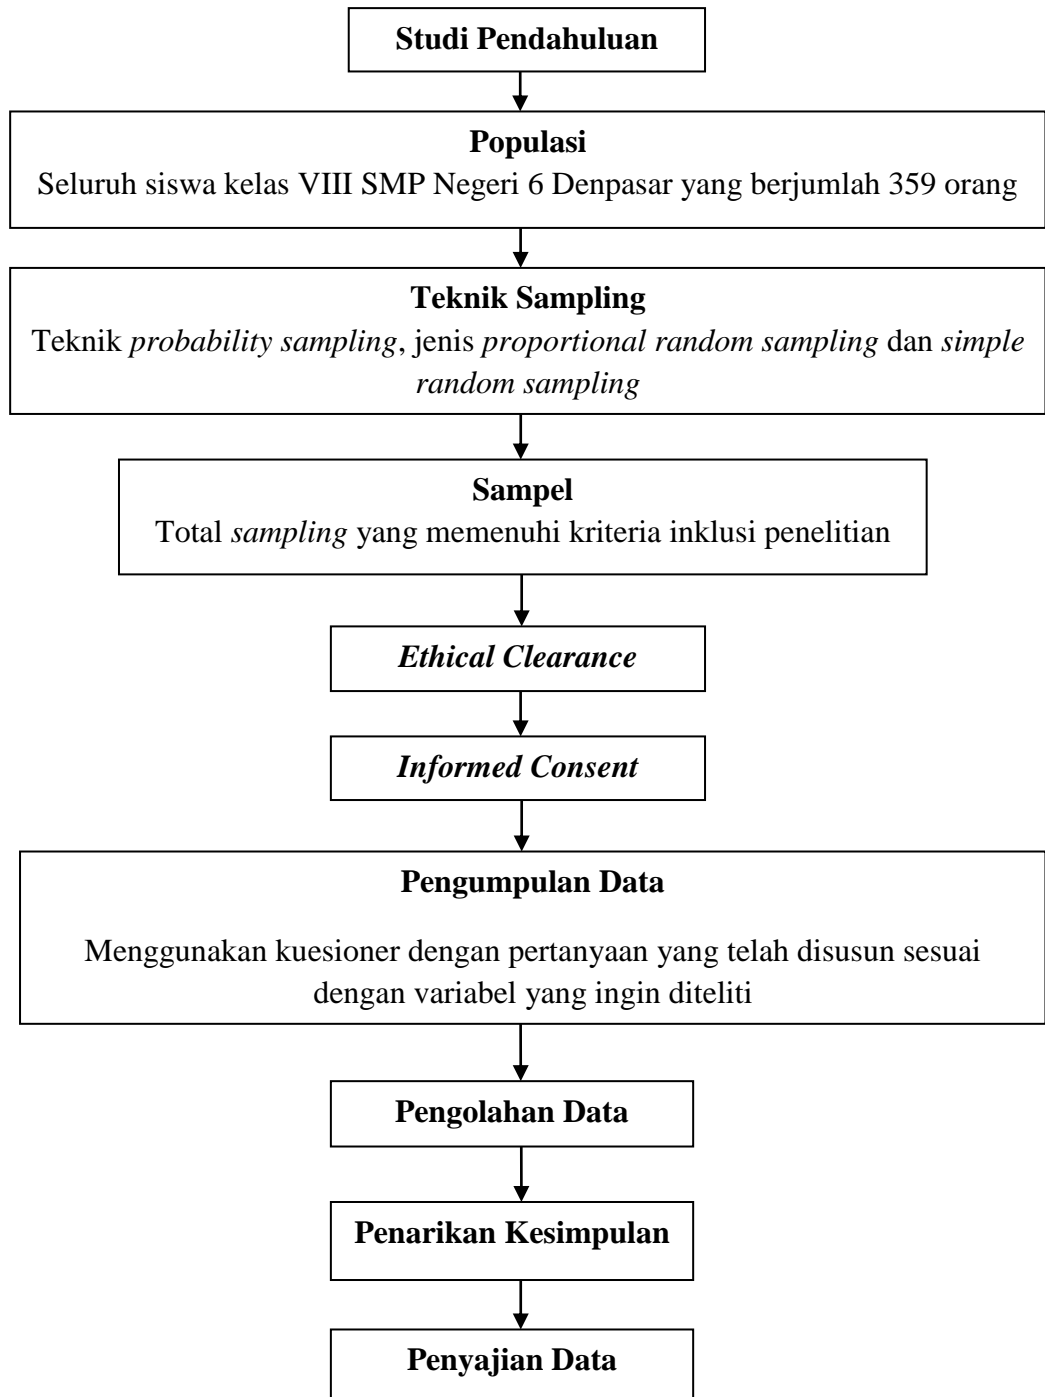 Studi Pendahuluan
Populasi
Seluruh siswa kelas VIII SMP Negeri 6 Denpasar yang berjumlah 359 orang
Teknik Sampling
Teknik probability sampling, jenis proportional random sampling dan simple
random sampling
Sampel
Total sampling yang memenuhi kriteria inklusi penelitian
Ethical Clearance
Informed Consent
Pengumpulan Data
Menggunakan kuesioner dengan pertanyaan yang telah disusun sesuai
dengan variabel yang ingin diteliti
Pengolahan Data
Penarikan Kesimpulan
Penyajian Data